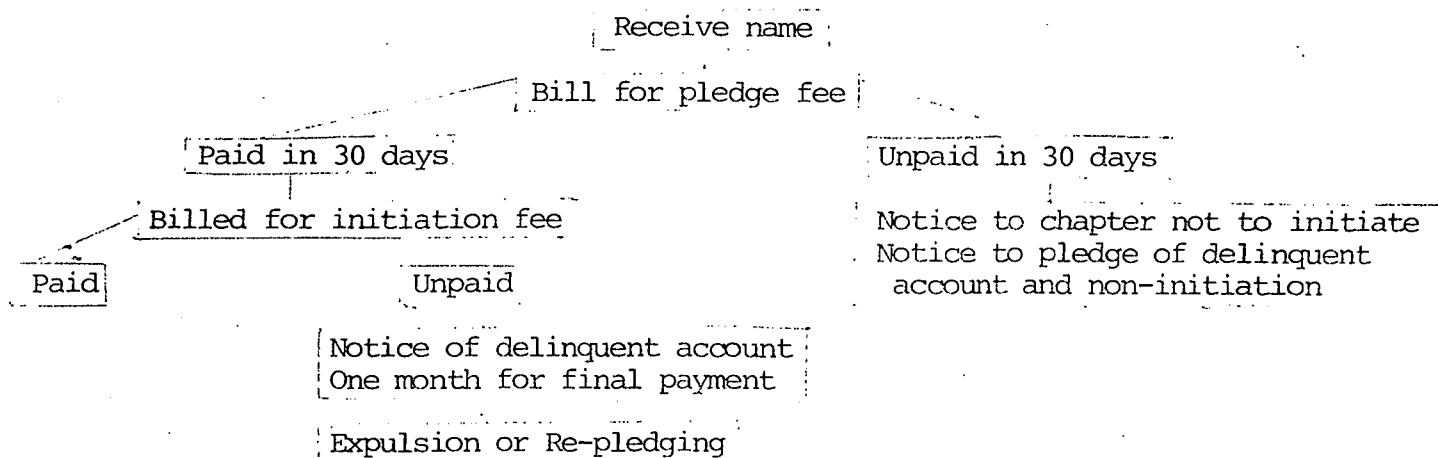 Receive name
Bill for pledge fee
Paid in 30 days
Unpaid in 30 days
Billed for initiation fee
Notice to chapter not to initiate
Notice to pledge of delinquent
account and non-initiation
Paid
Unpaid
Notice of delinquent account
One month for final payment
Expulsion or Re-pledging